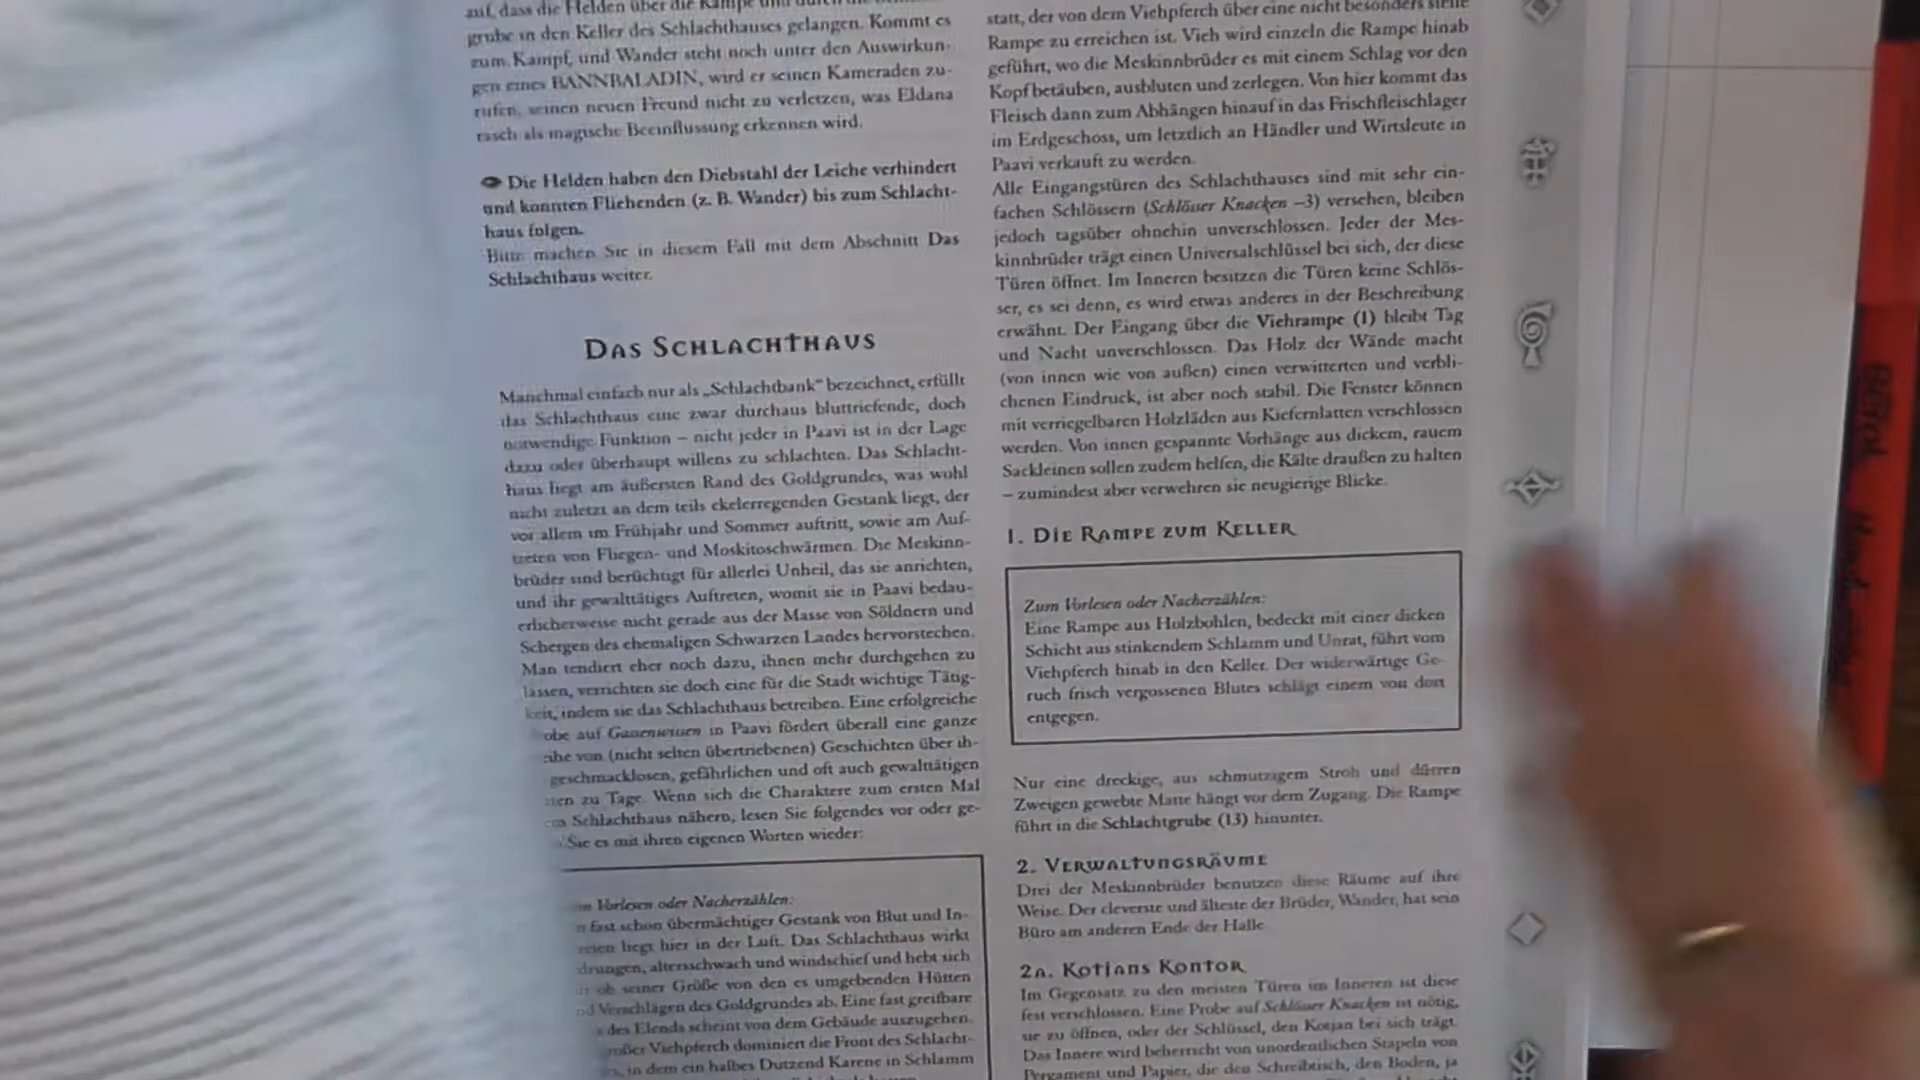 auf, dass die Helden über die Rampe und durch die
grube in den Keller des Schlachthauses gelangen. Kommt es
zum Kampf, und Wander steht noch unter den Auswirkun-
gen eines BANNBALADIN, wird er seinen Kameraden zu-
rufen, seinen neuen Freund nicht zu verletzen, was Eldana
rasch als magische Beeinflussung erkennen wird.
Die Helden haben den Diebstahl der Leiche verhindert
und konnten Fliehenden (z. B. Wander) bis zum Schlacht-
haus folgen.
Bitte machen Sie in diesem Fall mit dem Abschnitt Das
Schlachthaus weiter.
Das Schlachthaus
Manchmal einfach nur als „Schlachtbank“ bezeichnet, erfüllt
das Schlachthaus eine zwar durchaus bluttriefende, doch
notwendige Funktion – nicht jeder in Paavi ist in der Lage
dazu oder überhaupt willens zu schlachten. Das Schlacht-
haus liegt am äußersten Rand des Goldgrundes, was wohl
nicht zuletzt an dem teils ekelerregenden Gestank liegt, der
vor allem im Frühjahr und Sommer auftritt, sowie am Auf-
treten von Fliegen- und Moskitoschwärmen. Die Meskinn-
brüder sind berüchtigt für allerlei Unheil, das sie anrichten,
und ihr gewalttätiges Auftreten, womit sie in Paavi bedau-
erlicherweise nicht gerade aus der Masse von Söldnern und
Schergen des ehemaligen Schwarzen Landes hervorstechen.
Man tendiert eher noch dazu, ihnen mehr durchgehen zu
lassen, verrichten sie doch eine für die Stadt wichtige Tätig-
keit, indem sie das Schlachthaus betreiben. Eine erfolgreiche
obe auf Gassenwissen in Paavi fördert überall eine ganze
eihe von (nicht selten übertriebenen) Geschichten über ih-
geschmacklosen, gefährlichen und oft auch gewalttätigen
ten zu Tage. Wenn sich die Charaktere zum ersten Mal
Schlachthaus nähern, lesen Sie folgendes vor oder ge-
Sie es mit ihren eigenen Worten wieder:
m Vorlesen oder Nacherzählen:
n fast schon übermächtiger Gestank von Blut und In-
reien liegt hier in der Luft. Das Schlachthaus wirkt
drungen, altersschwach und windschief und hebt sich
ob seiner Größe von den es umgebenden Hütten
nd Verschlägen des Goldgrundes ab. Eine fast greifbare
des Elends scheint von dem Gebäude auszugehen.
roßer Viehpferch dominiert die Front des Schlacht-
in dem ein halbes Dutzend Karene in Schlamm
statt, der von dem Viehpferch über eine nicht besonders steile
Rampe zu erreichen ist. Vieh wird einzeln die Rampe hinab
geführt, wo die Meskinnbrüder es mit einem Schlag vor den
Kopf betäuben, ausbluten und zerlegen. Von hier kommt das
Fleisch dann zum Abhängen hinauf in das Frischfleischlager
im Erdgeschoss, um letztlich an Händler und Wirtsleute in
Paavi verkauft zu werden.
Alle Eingangstüren des Schlachthauses sind mit sehr ein-
fachen Schlössern (Schlösser Knacken –3) versehen, bleiben
jedoch tagsüber ohnehin unverschlossen. Jeder der Mes-
kinnbrüder trägt einen Universalschlüssel bei sich, der diese
Türen öffnet. Im Inneren besitzen die Türen keine Schlös-
ser, es sei denn, es wird etwas anderes in der Beschreibung
erwähnt. Der Eingang über die Viehrampe (1) bleibt Tag
und Nacht unverschlossen. Das Holz der Wände macht
(von innen wie von außen) einen verwitterten und verbli-
chenen Eindruck, ist aber noch stabil. Die Fenster können
mit verriegelbaren Holzläden aus Kiefernlatten verschlossen
werden. Von innen gespannte Vorhänge aus dickem, rauem
Sackleinen sollen zudem helfen, die Kälte draußen zu halten
– zumindest aber verwehren sie neugierige Blicke.
1. Die Rampe zum Keller
Zum Vorlesen oder Nacherzählen:
Eine Rampe aus Holzbohlen, bedeckt mit einer dicken
Schicht aus stinkendem Schlamm und Unrat, führt vom
Viehpferch hinab in den Keller. Der widerwärtige Ge-
ruch frisch vergossenen Blutes schlägt einem von dort
entgegen.
Nur eine dreckige, aus schmutzigem Stroh und dürren
Zweigen gewebte Matte hängt vor dem Zugang. Die Rampe
führt in die Schlachtgrube (13) hinunter.
2. Verwaltungsräume
Drei der Meskinnbrüder benutzen diese Räume auf ihre
Weise. Der cleverste und älteste der Brüder, Wander, hat sein
Büro am anderen Ende der Halle.
2a. Kotjans Kontor
Im Gegensatz zu den meisten Türen im Inneren ist diese
fest verschlossen. Eine Probe auf Schlösser Knacken ist nötig,
sie zu öffnen, oder der Schlüssel, den Kotjan bei sich trägt.
Das Innere wird beherrscht von unordentlichen Stapeln von
Pergament und Papier, die den Schreibtisch, den Boden, ja